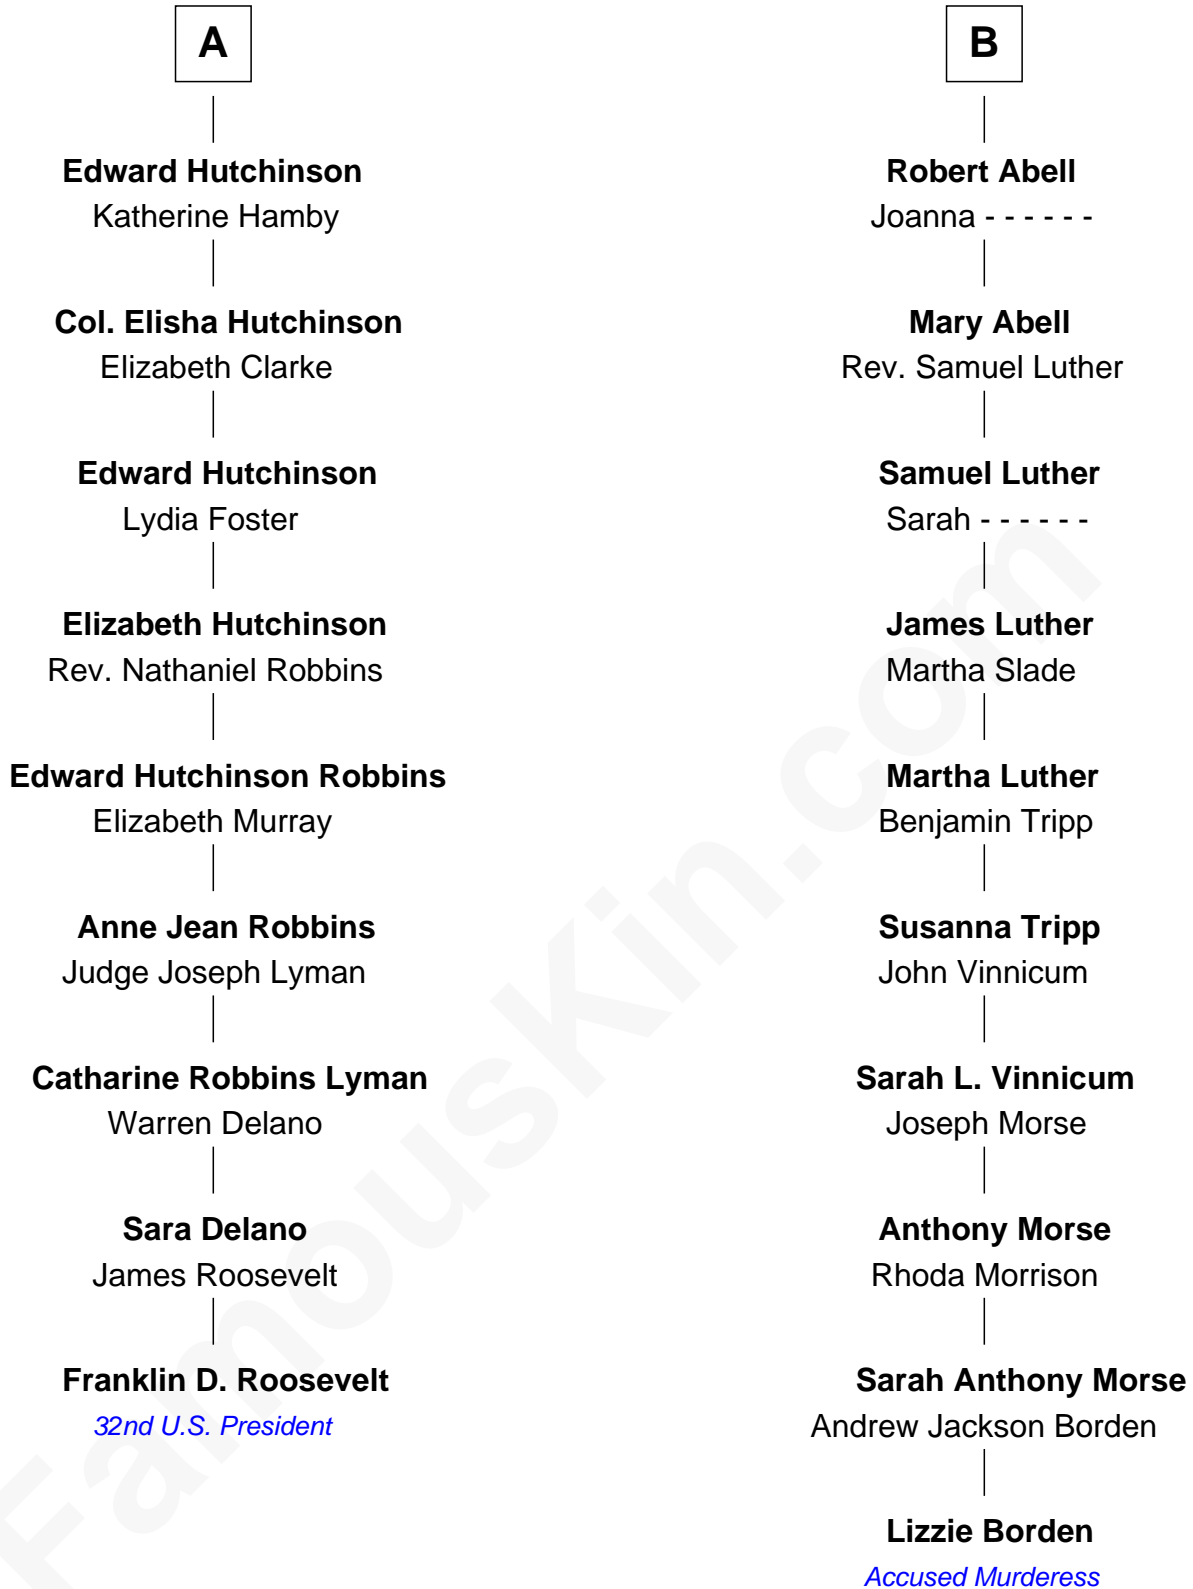 A
Edward Hutchinson
Katherine Hamby
Col. Elisha Hutchinson
Elizabeth Clarke
Edward Hutchinson
Lydia Foster
Elizabeth Hutchinson
Rev. Nathaniel Robbins
Edward Hutchinson Robbins
Elizabeth Murray
Anne Jean Robbins
Judge Joseph Lyman
Catharine Robbins Lyman
Warren Delano
Sara Delano
James Roosevelt
Franklin D. Roosevelt
32nd U.S. President
B
Robert Abell
Joanna - - - - - -
Mary Abell
Rev. Samuel Luther
Samuel Luther
Sarah - - - - - -
James Luther
Martha Slade
Martha Luther
Benjamin Tripp
Susanna Tripp
John Vinnicum
Sarah L. Vinnicum
Joseph Morse
Anthony Morse
Rhoda Morrison
Sarah Anthony Morse
Andrew Jackson Borden
Lizzie Borden
Accused Murderess
FamousKin.com